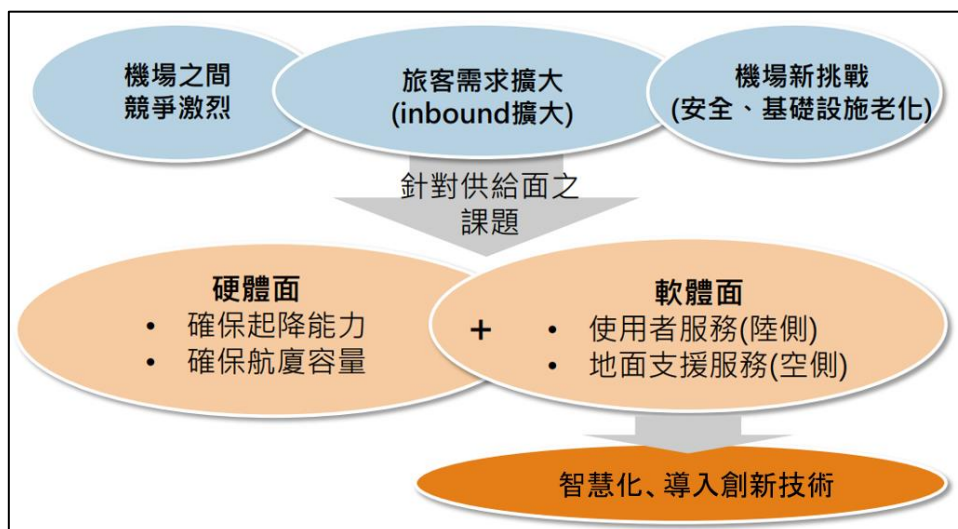 機場之間
競爭激烈
旅客需求擴大
(inbound擴大)
機場新挑戰
(安全、基礎設施老化)
針對供給面之
課題
硬體面
• 確保起降能力
• 確保航廈容量
+
軟體面
• 使用者服務(陸側)
• 地面支援服務(空側)
智慧化、導入創新技術